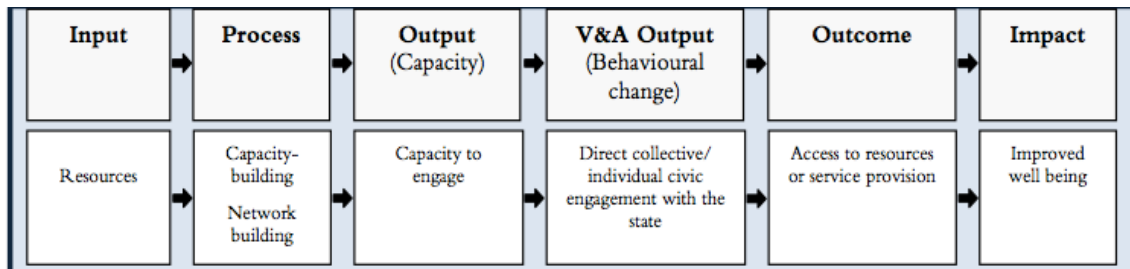 Input
Process
Output
(Capacity)
V&A Output
(Behavioural
change)
Outcome
Impact
Resources
Capacity-
building
Network
building
Capacity to
engage
Direct collective/
individual civic
engagement with the
state
Access to resources
or service provision
Improved
well being